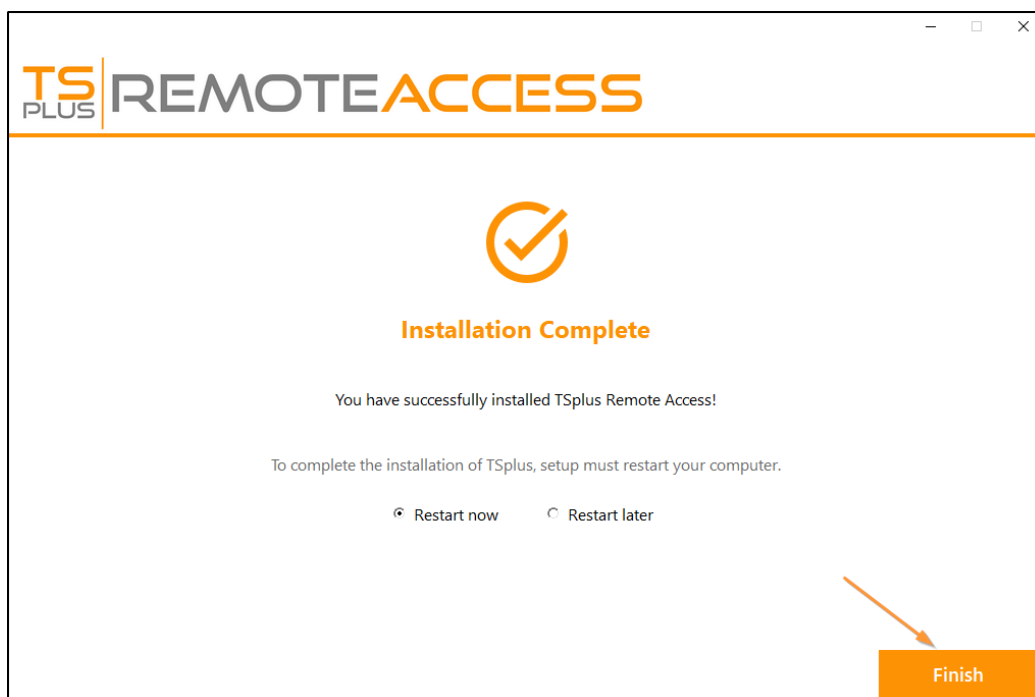 TS PLUS REMOTEACCESS
Installation Complete
You have successfully installed TSplus Remote Access!
To complete the installation of TSplus, setup must restart your computer.
Restart now Restart later
Finish